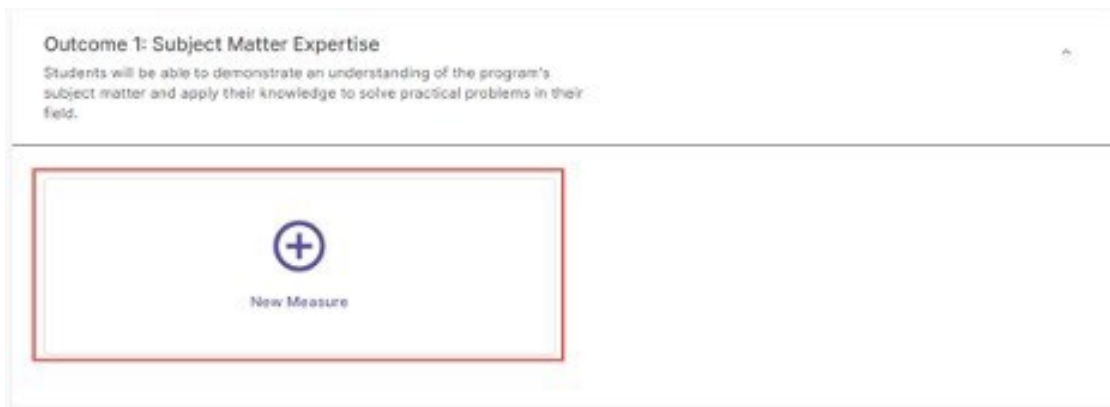 Outcome 1: Subject Matter Expertise
Students will be able to demonstrate an understanding of the program's
subject matter and apply their knowledge to solve practical problems in their
field.
New Measure